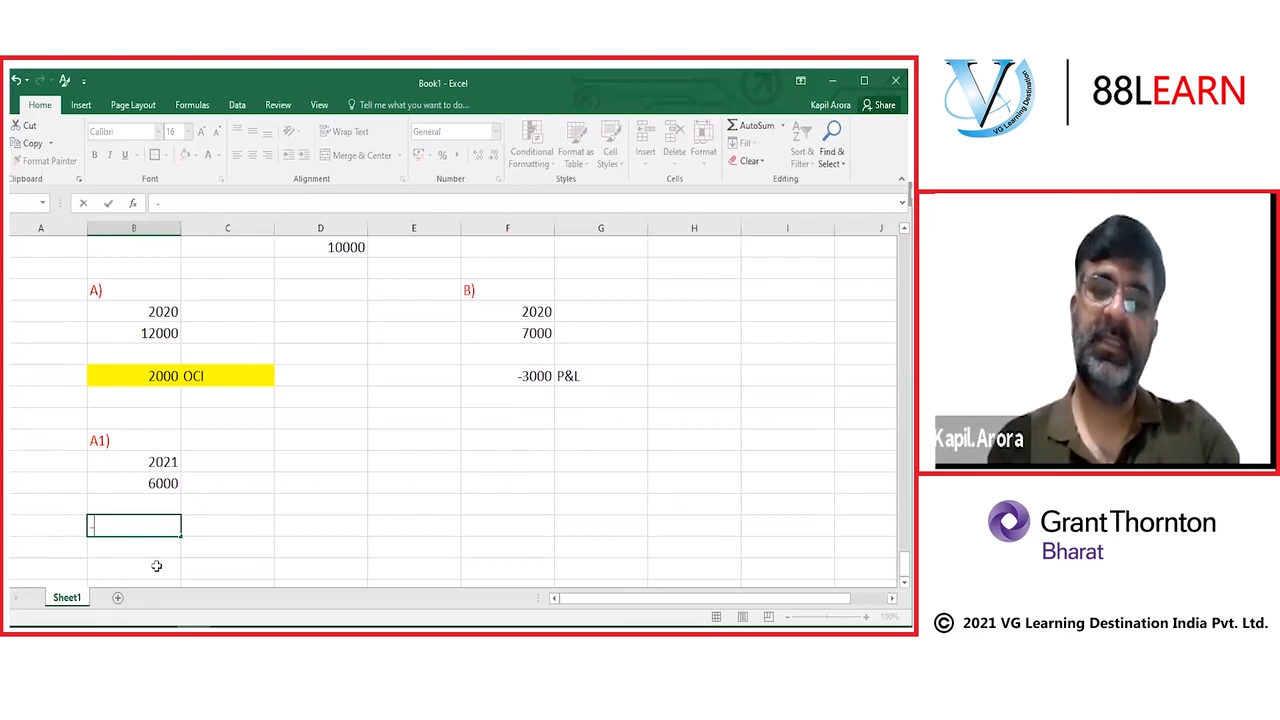 Book1 - Excel
Home Insert Page Layout Formulas Data Review View Tell me what you want to do... Kapil Arora Share
Cut
Copy
Format Painter
Calibri 16
Wrap Text
Merge & Center
General
Conditional Formatting
Format as Table
Cell Styles
Insert Delete Format
AutoSum
Fill
Clear
Sort & Filter
Find & Select
lipboard Font Alignment Number Styles Cells Editing
fx -
A B C D E F G H I J
10000
A) B)
2020 2020
12000 7000
2000 OCI -3000 P&L
A1)
2021
6000
-
Sheet1
100%
V
VG Learning Destination
88LEARN
Kapil.Arora
Grant Thornton
Bharat
© 2021 VG Learning Destination India Pvt. Ltd.